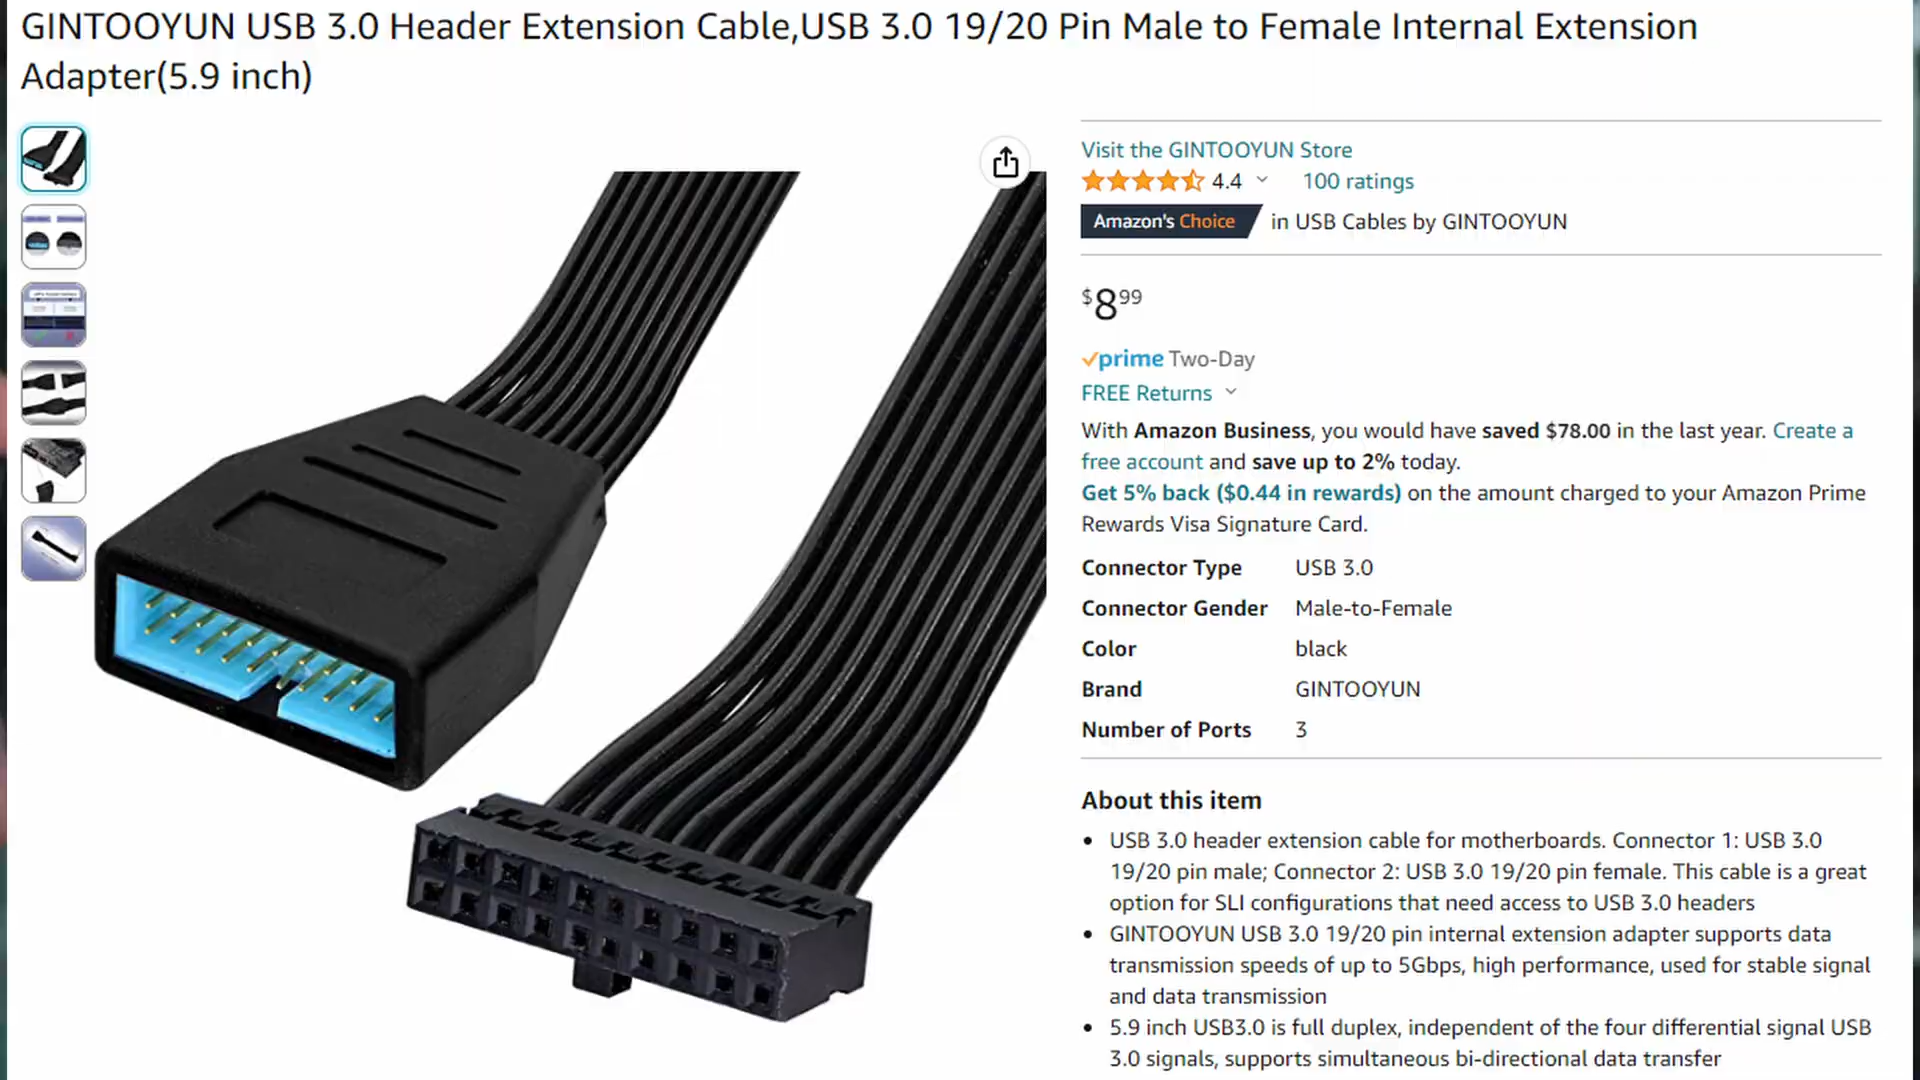 GINTOOYUN USB 3.0 Header Extension Cable,USB 3.0 19/20 Pin Male to Female Internal Extension
Adapter(5.9 inch)
Visit the GINTOOYUN Store
4.4 100 ratings
Amazon's Choice in USB Cables by GINTOOYUN
$8 99
prime Two-Day
FREE Returns
With Amazon Business, you would have saved $78.00 in the last year. Create a
free account and save up to 2% today.
Get 5% back ($0.44 in rewards) on the amount charged to your Amazon Prime
Rewards Visa Signature Card.
Connector Type USB 3.0
Connector Gender Male-to-Female
Color black
Brand GINTOOYUN
Number of Ports 3
About this item
• USB 3.0 header extension cable for motherboards. Connector 1: USB 3.0
19/20 pin male; Connector 2: USB 3.0 19/20 pin female. This cable is a great
option for SLI configurations that need access to USB 3.0 headers
• GINTOOYUN USB 3.0 19/20 pin internal extension adapter supports data
transmission speeds of up to 5Gbps, high performance, used for stable signal
and data transmission
• 5.9 inch USB3.0 is full duplex, independent of the four differential signal USB
3.0 signals, supports simultaneous bi-directional data transfer